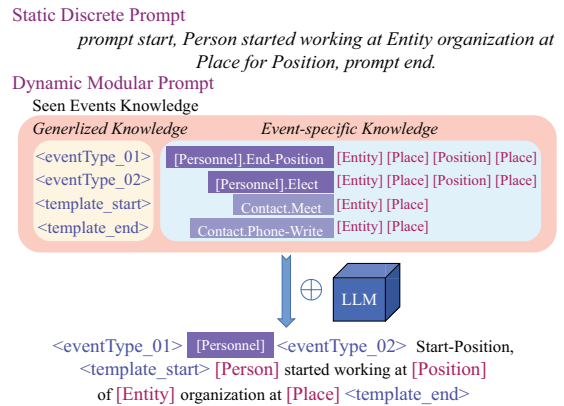 Static Discrete Prompt
prompt start, Person started working at Entity organization at
Place for Position, prompt end.
Dynamic Modular Prompt
Seen Events Knowledge
Generlized Knowledge Event-specific Knowledge
<eventType_01> [Personnel].End-Position [Entity] [Place] [Position] [Place]
<eventType_02> [Personnel].Elect [Entity] [Place] [Position] [Place]
<template_start> Contact.Meet [Entity] [Place]
<template_end> Contact.Phone-Write [Entity] [Place]
⊕ LLM
<eventType_01> [Personnel] <eventType_02> Start-Position,
<template_start> [Person] started working at [Position]
of [Entity] organization at [Place] <template_end>